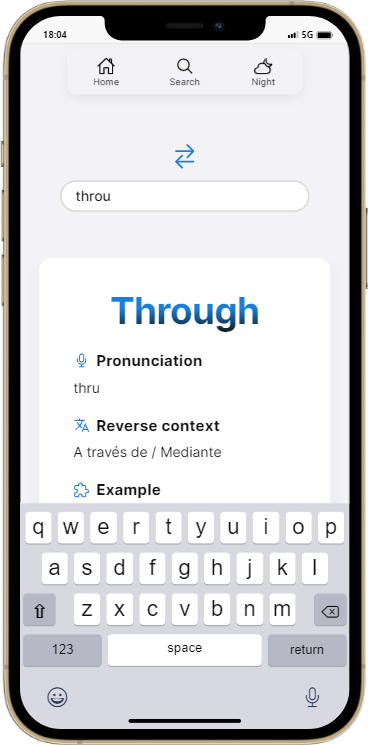 18:04 5G
Home Search Night
throu
Through
Pronunciation
thru
Reverse context
A través de / Mediante
Example
q w e r t y u i o p
a s d f g h j k l
z x c v b n m
123 space return